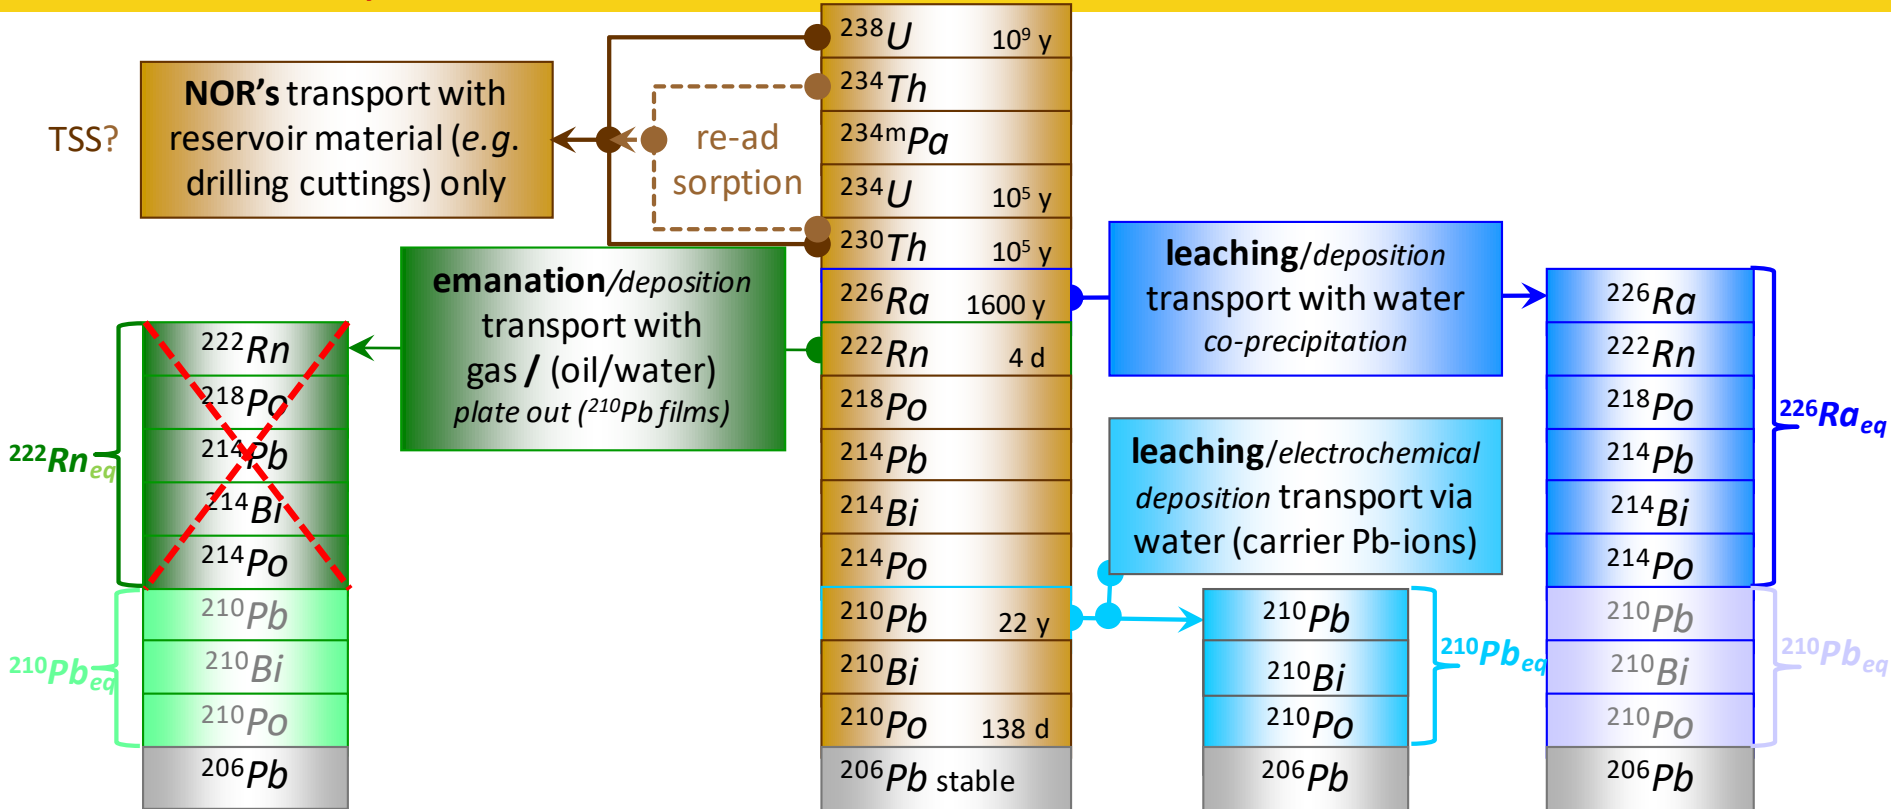 TSS?
NOR's transport with
reservoir material (e.g.
drilling cuttings) only
re-ad
sorption
²³⁸U 10⁹ y
²³⁴Th
²³⁴ᵐPa
²³⁴U 10⁵ y
²³⁰Th 10⁵ y
²²⁶Ra 1600 y
²²²Rn 4 d
²¹⁸Po
²¹⁴Pb
²¹⁴Bi
²¹⁴Po
²¹⁰Pb 22 y
²¹⁰Bi
²¹⁰Po 138 d
²⁰⁶Pb stable
emanation/deposition
transport with
gas / (oil/water)
plate out (²¹⁰Pb films)
²²²Rn
²¹⁸Po
²¹⁴Pb
²¹⁴Bi
²¹⁴Po
²¹⁰Pb
²¹⁰Bi
²¹⁰Po
²⁰⁶Pb
²²²Rneq
²¹⁰Pbeq
leaching/deposition
transport with water
co-precipitation
leaching/electrochemical
deposition transport via
water (carrier Pb-ions)
²¹⁰Pb
²¹⁰Bi
²¹⁰Po
²⁰⁶Pb
²¹⁰Pbeq
²²⁶Ra
²²²Rn
²¹⁸Po
²¹⁴Pb
²¹⁴Bi
²¹⁴Po
²¹⁰Pb
²¹⁰Bi
²¹⁰Po
²⁰⁶Pb
²²⁶Raeq
²¹⁰Pbeq